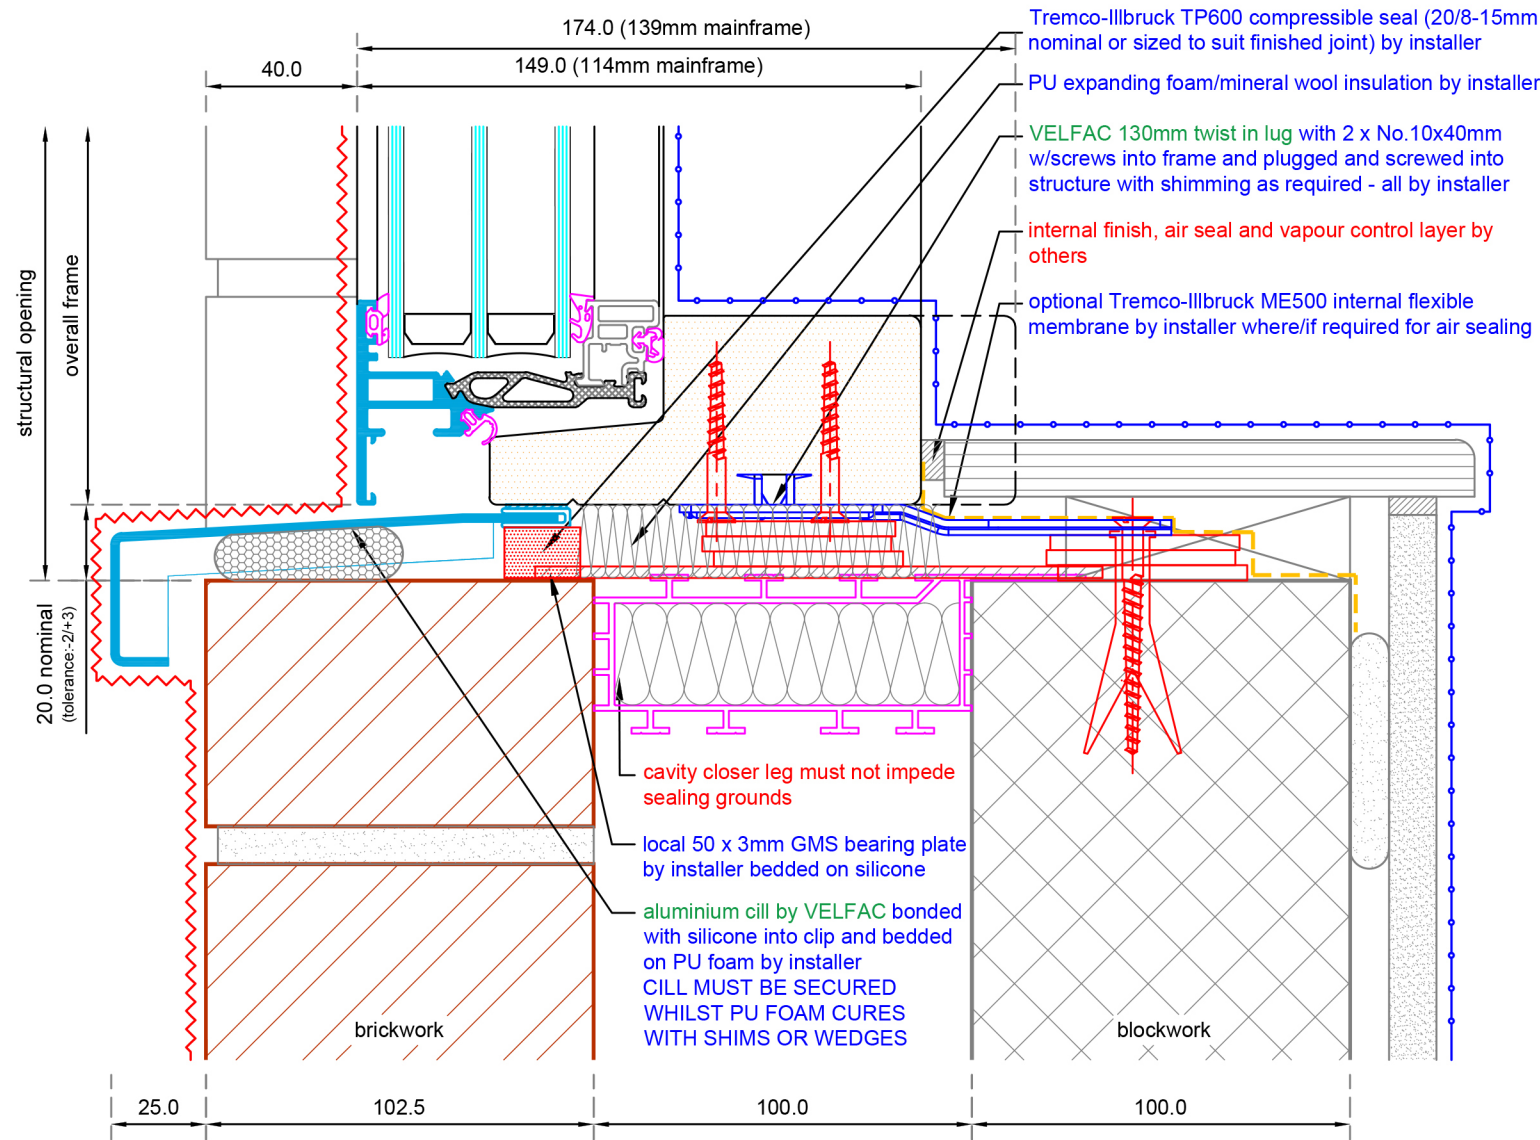 174.0 (139mm mainframe)
149.0 (114mm mainframe)
40.0
Tremco-Illbruck TP600 compressible seal (20/8-15mm
nominal or sized to suit finished joint) by installer
PU expanding foam/mineral wool insulation by installer
VELFAC 130mm twist in lug with 2 x No.10x40mm
w/screws into frame and plugged and screwed into
structure with shimming as required - all by installer
internal finish, air seal and vapour control layer by
others
optional Tremco-Illbruck ME500 internal flexible
membrane by installer where/if required for air sealing
structural opening
overall frame
20.0 nominal
(tolerance:-2/+3)
cavity closer leg must not impede
sealing grounds
local 50 x 3mm GMS bearing plate
by installer bedded on silicone
aluminium cill by VELFAC bonded
with silicone into clip and bedded
on PU foam by installer
CILL MUST BE SECURED
WHILST PU FOAM CURES
WITH SHIMS OR WEDGES
brickwork
blockwork
25.0
102.5
100.0
100.0